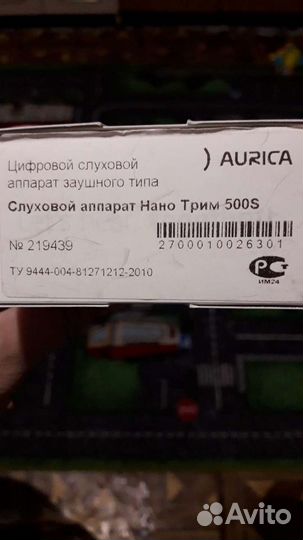 Цифровой слуховой
аппарат заушного типа
) AURICA
Слуховой аппарат Нано Трим 500S
№ 219439
2700010026301
ТУ 9444-004-81271212-2010
РСТ
ИМ24
Avito